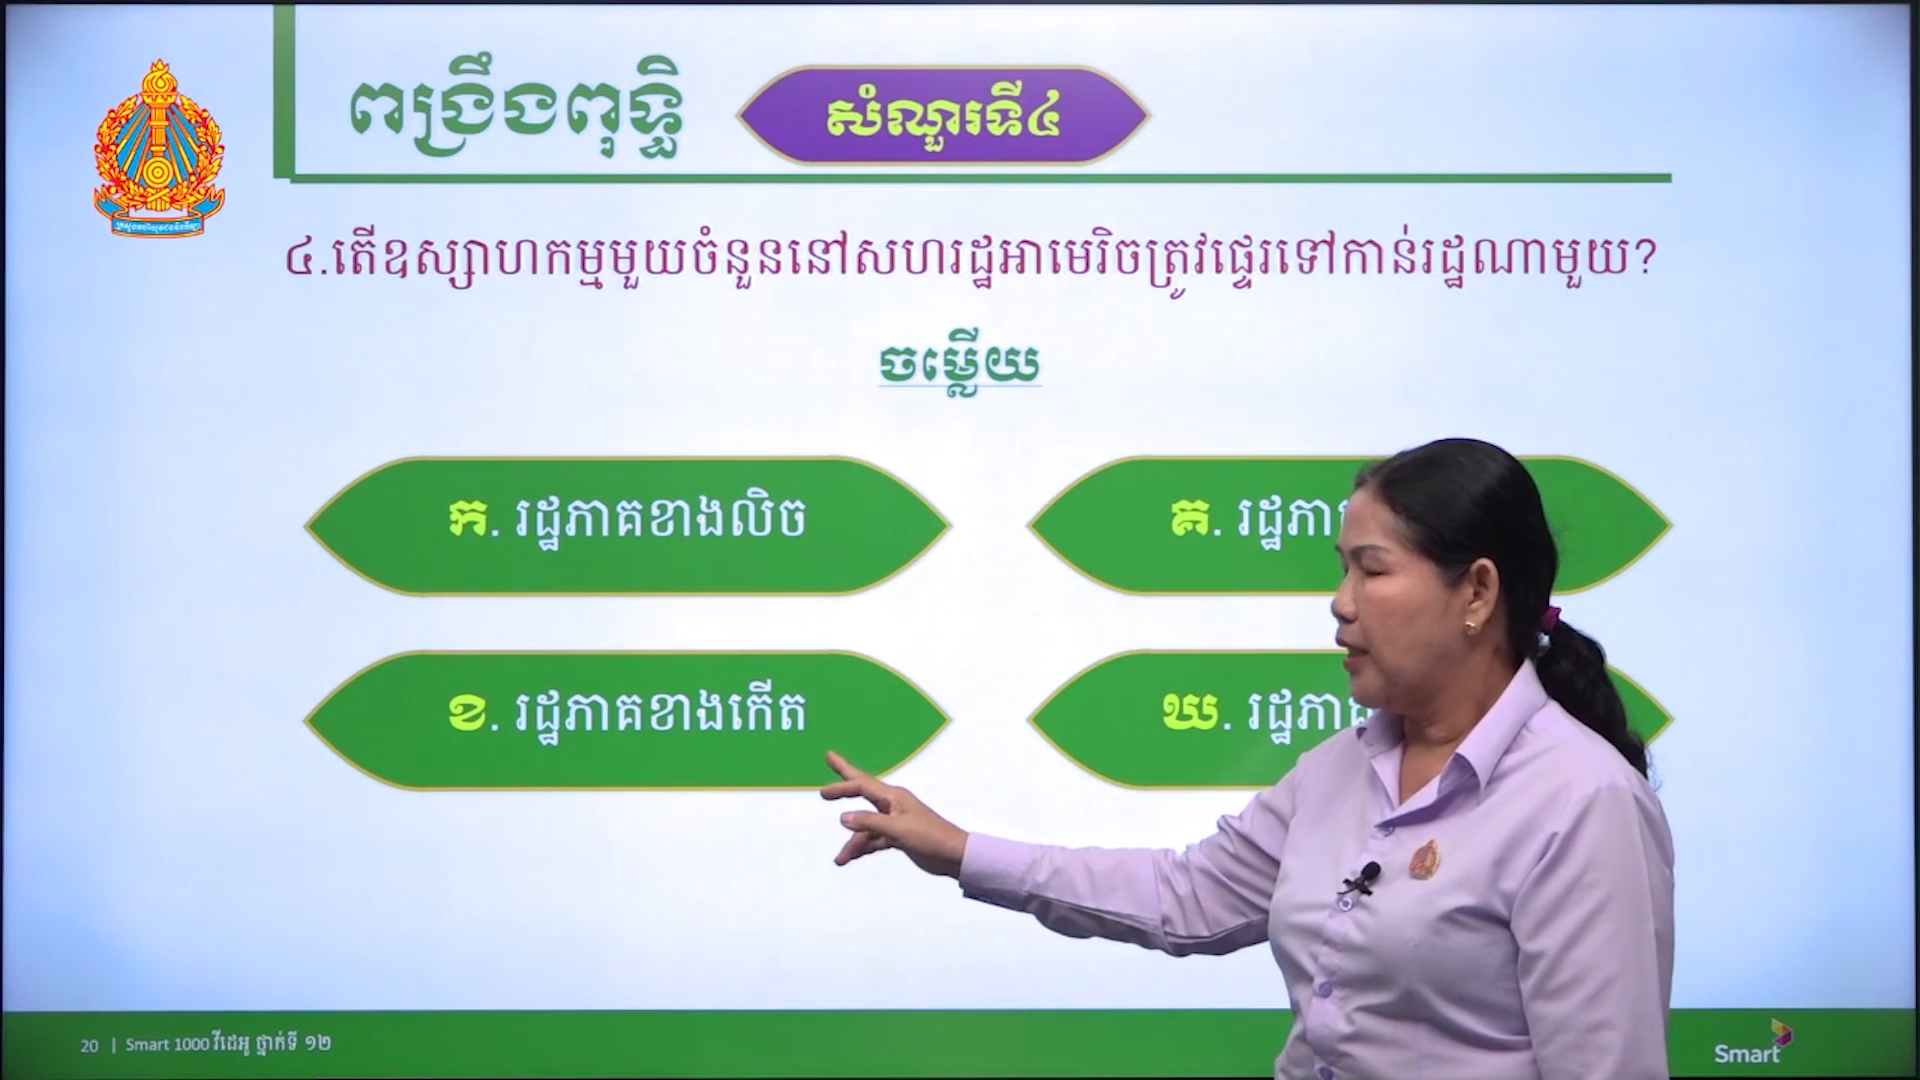 ពង្រឹងពុទ្ធិ
សំណួរទី៤
៤.តើឧស្សាហកម្មមួយចំនួននៅសហរដ្ឋអាមេរិចត្រូវផ្ទេរទៅកាន់រដ្ឋណាមួយ?
ចម្លើយ
ក. រដ្ឋភាគខាងលិច
គ. រដ្ឋភាគ
ខ. រដ្ឋភាគខាងកើត
ឃ. រដ្ឋភាគ
20 | Smart 1000 វីដេអូ ថ្នាក់ទី ១២
Smart